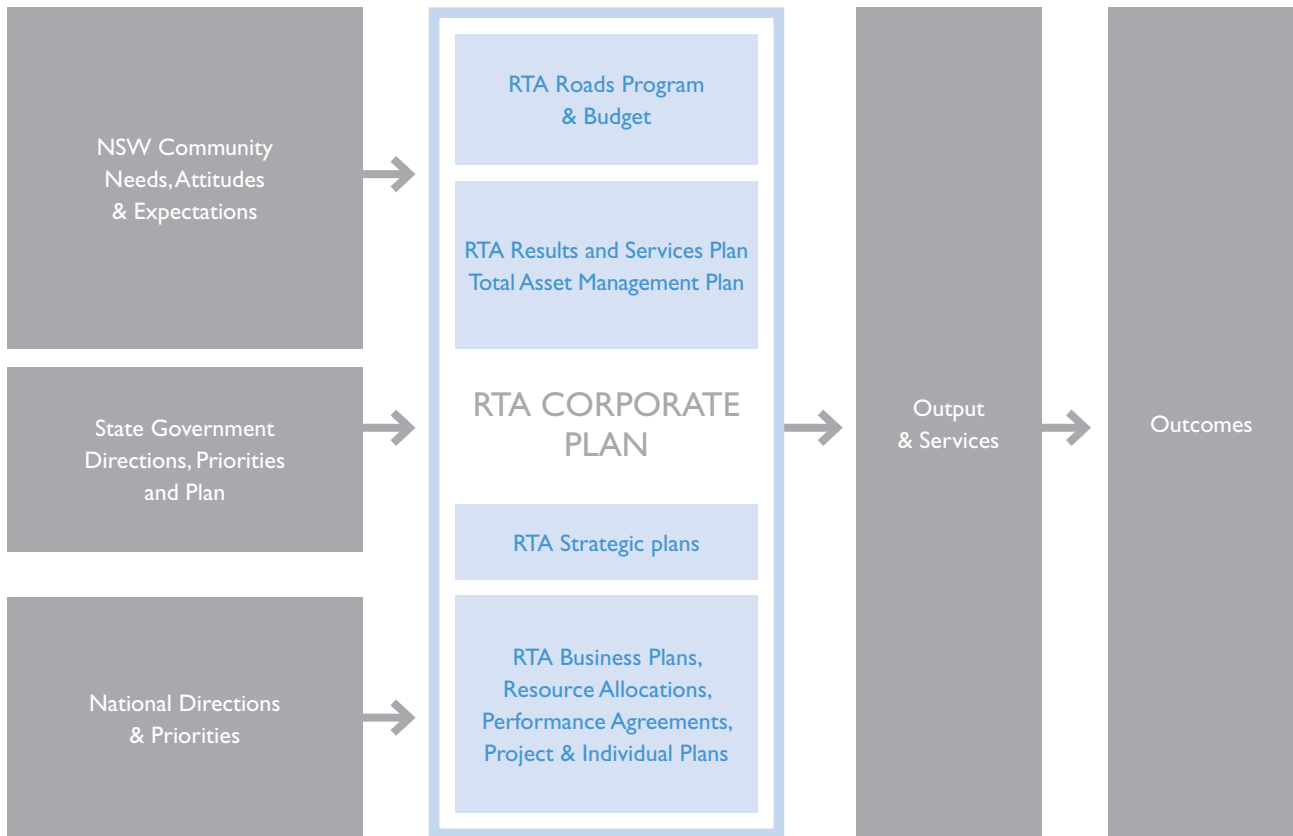 NSW Community
Needs, Attitudes
& Expectations
State Government
Directions, Priorities
and Plan
National Directions
& Priorities
RTA Roads Program
& Budget
RTA Results and Services Plan
Total Asset Management Plan
RTA CORPORATE
PLAN
RTA Strategic plans
RTA Business Plans,
Resource Allocations,
Performance Agreements,
Project & Individual Plans
Output
& Services
Outcomes